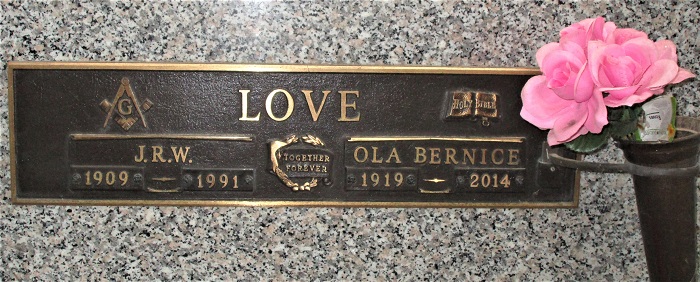 G
LOVE
HOLY BIBLE
J.R.W.
1909 1991
TOGETHER
FOREVER
OLA BERNICE
1919 2014